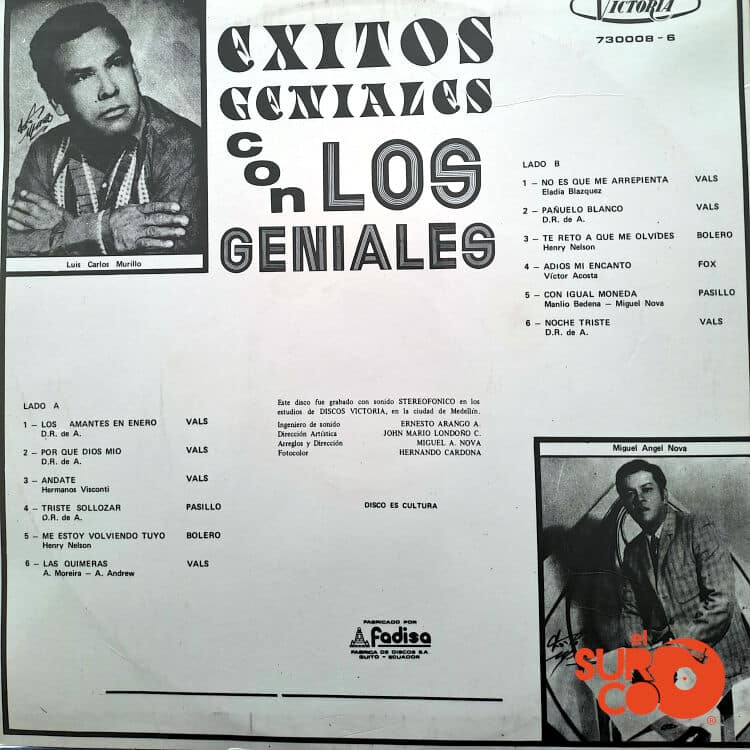 VICTORIA
730008 - 6
EXITOS
GENIALES
con LOS
GENIALES
Luis Carlos Murillo
LADO A
1 – LOS AMANTES EN ENERO VALS
D.R. de A.
2 – POR QUE DIOS MIO VALS
D.R. de A.
3 – ANDATE VALS
Hermanos Visconti
4 – TRISTE SOLLOZAR PASILLO
D.R. de A.
5 – ME ESTOY VOLVIENDO TUYO BOLERO
Henry Nelson
6 – LAS QUIMERAS VALS
A. Moreira – A. Andrew
LADO B
1 – NO ES QUE ME ARREPIENTA VALS
Eladia Blazquez
2 – PAÑUELO BLANCO VALS
D.R. de A.
3 – TE RETO A QUE ME OLVIDES BOLERO
Henry Nelson
4 – ADIOS MI ENCANTO FOX
Víctor Acosta
5 – CON IGUAL MONEDA PASILLO
Manlio Bedena – Miguel Nova
6 – NOCHE TRISTE VALS
D.R. de A.
Este disco fue grabado con sonido STEREOFONICO en los
estudios de DISCOS VICTORIA, en la ciudad de Medellín.
Ingeniero de sonido ERNESTO ARANGO A.
Dirección Artística JOHN MARIO LONDOÑO C.
Arreglos y Dirección MIGUEL A. NOVA
Fotocolor HERNANDO CARDONA
DISCO ES CULTURA
Miguel Angel Nova
FABRICADO POR
fadisa
FABRICA DE DISCOS S.A.
QUITO – ECUADOR
el
SUR
CO
®